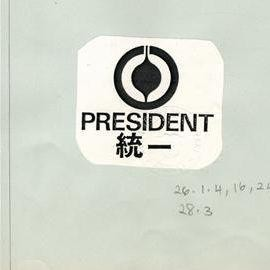 PRESIDENT
統一
26.1.4, 16, 2
28.3